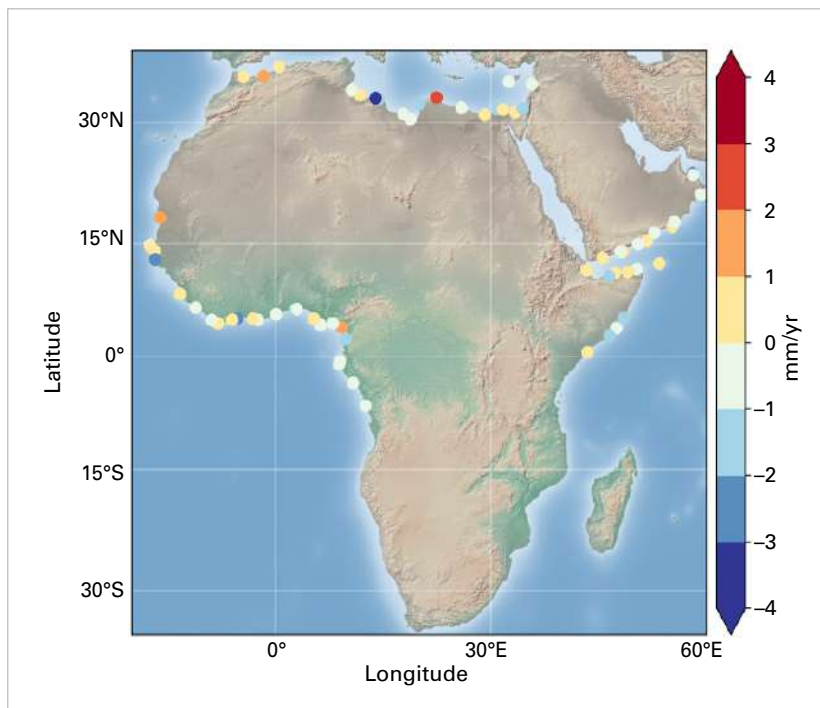 4
3
30°N
2
15°N
1
Latitude
0°
0
mm/yr
–1
15°S
–2
–3
30°S
–4
0°
30°E
60°E
Longitude